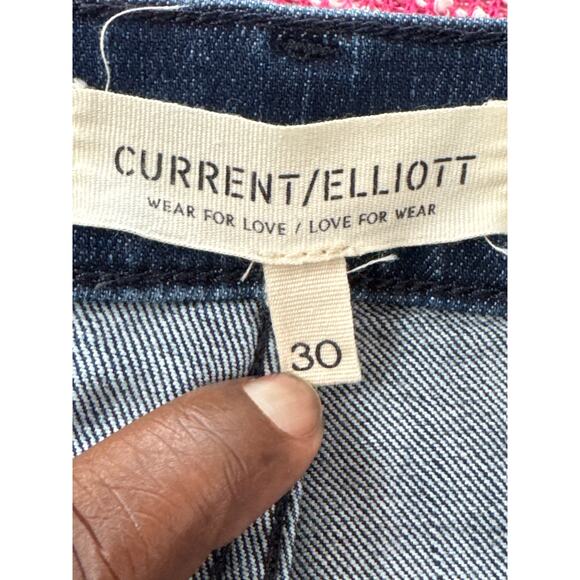 CURRENT/ELLIOTT
WEAR FOR LOVE / LOVE FOR WEAR
30